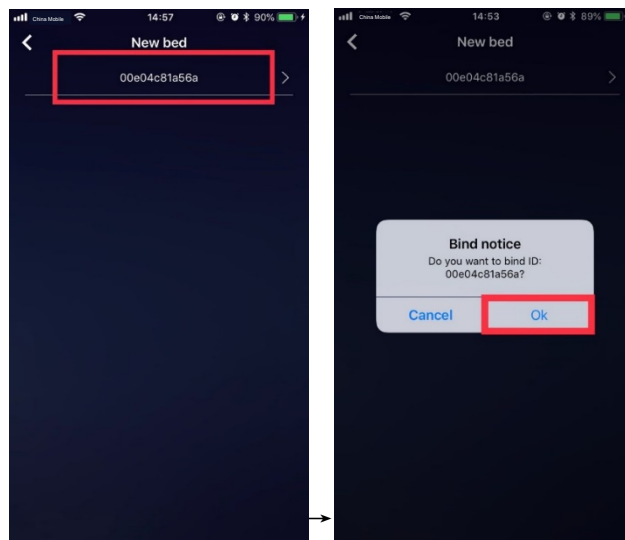 China Mobile 14:57 90%
New bed
00e04c81a56a
China Mobile 14:53 89%
New bed
00e04c81a56a
Bind notice
Do you want to bind ID:
00e04c81a56a?
Cancel Ok